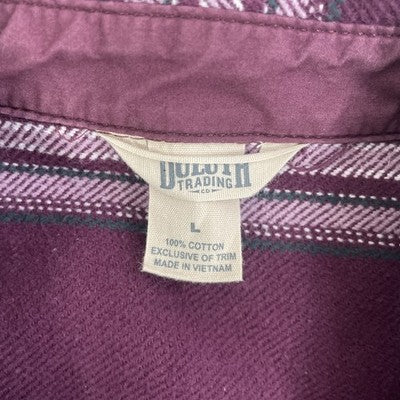 DULUTH
TRADING
CO
L
100% COTTON
EXCLUSIVE OF TRIM
MADE IN VIETNAM